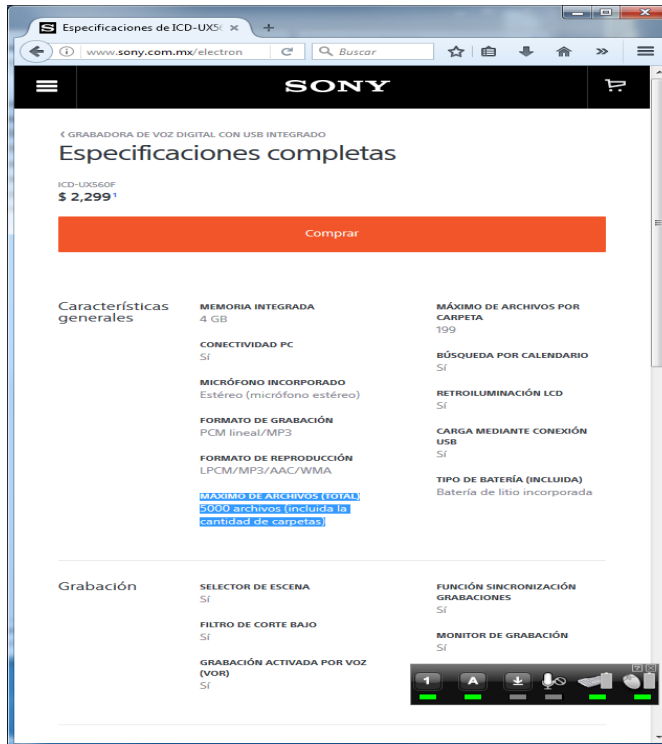 Especificaciones de ICD-UX56
www.sony.com.mx/electron
Buscar
SONY
‹ GRABADORA DE VOZ DIGITAL CON USB INTEGRADO
Especificaciones completas
ICD-UX560F
$ 2,299¹
Comprar
Características
generales
MEMORIA INTEGRADA
4 GB
CONECTIVIDAD PC
Sí
MICRÓFONO INCORPORADO
Estéreo (micrófono estéreo)
FORMATO DE GRABACIÓN
PCM lineal/MP3
FORMATO DE REPRODUCCIÓN
LPCM/MP3/AAC/WMA
MÁXIMO DE ARCHIVOS (TOTAL)
5000 archivos (incluida la
cantidad de carpetas)
MÁXIMO DE ARCHIVOS POR
CARPETA
199
BÚSQUEDA POR CALENDARIO
Sí
RETROILUMINACIÓN LCD
Sí
CARGA MEDIANTE CONEXIÓN
USB
Sí
TIPO DE BATERÍA (INCLUIDA)
Batería de litio incorporada
Grabación
SELECTOR DE ESCENA
Sí
FILTRO DE CORTE BAJO
Sí
GRABACIÓN ACTIVADA POR VOZ
(VOR)
Sí
FUNCIÓN SINCRONIZACIÓN
GRABACIONES
Sí
MONITOR DE GRABACIÓN
Sí
1
A